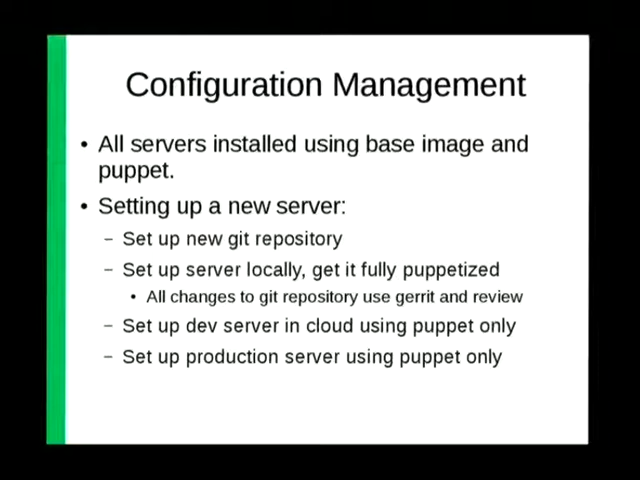 Configuration Management
• All servers installed using base image and
puppet.
• Setting up a new server:
– Set up new git repository
– Set up server locally, get it fully puppetized
• All changes to git repository use gerrit and review
– Set up dev server in cloud using puppet only
– Set up production server using puppet only